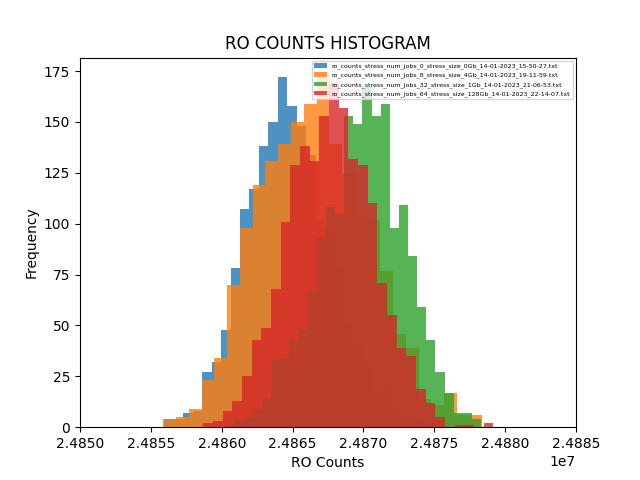 RO COUNTS HISTOGRAM
ro_counts_stress_num_jobs_0_stress_size_0Gb_14-01-2023_15-50-27.txt
ro_counts_stress_num_jobs_8_stress_size_4Gb_14-01-2023_19-11-59.txt
ro_counts_stress_num_jobs_32_stress_size_1Gb_14-01-2023_21-06-53.txt
ro_counts_stress_num_jobs_64_stress_size_128Gb_14-01-2023_22-14-07.txt
175
150
125
100
75
50
25
0
Frequency
2.4850 2.4855 2.4860 2.4865 2.4870 2.4875 2.4880 2.4885
RO Counts
1e7